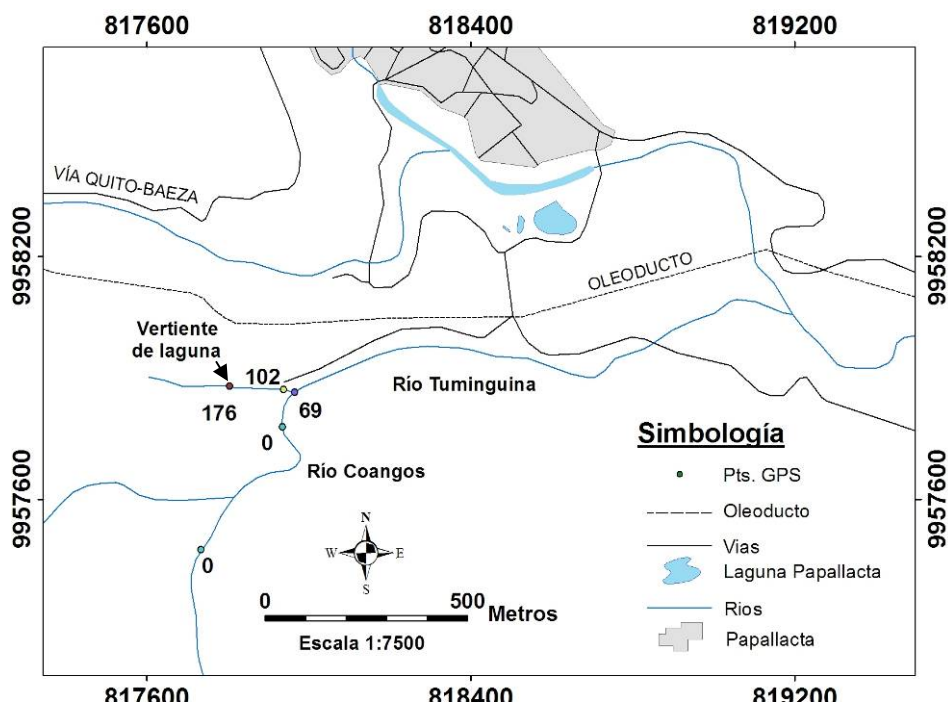 817600 818400 819200
VÍA QUITO-BAEZA
9958200
OLEODUCTO
9958200
Vertiente
de laguna
102
Río Tuminguina
176
69
0
Río Coangos
Simbología
Pts. GPS
9957600
Oleoducto
9957600
N
W E
S
Vias
Laguna Papallacta
0
0 500 Metros
Rios
Escala 1:7500
Papallacta
817600 818400 819200